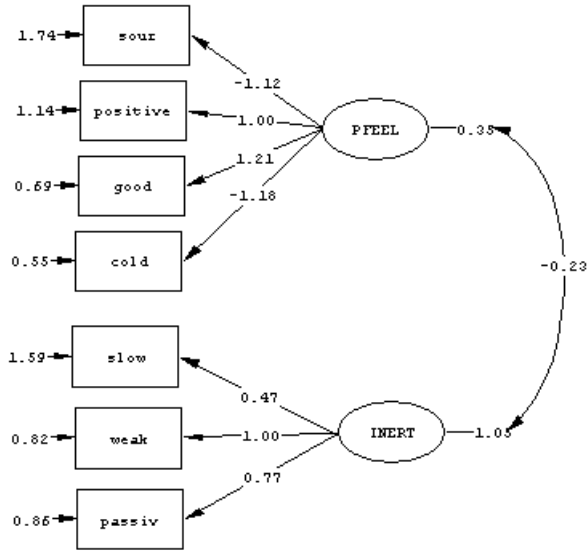 1.74 sour
-1.12
1.14 positive 1.00 PFEEL 0.35
1.21
0.69 good
-1.18
0.55 cold -0.23
1.59 slow
0.47
0.82 weak 1.00 INERT 1.05
0.77
0.86 passiv